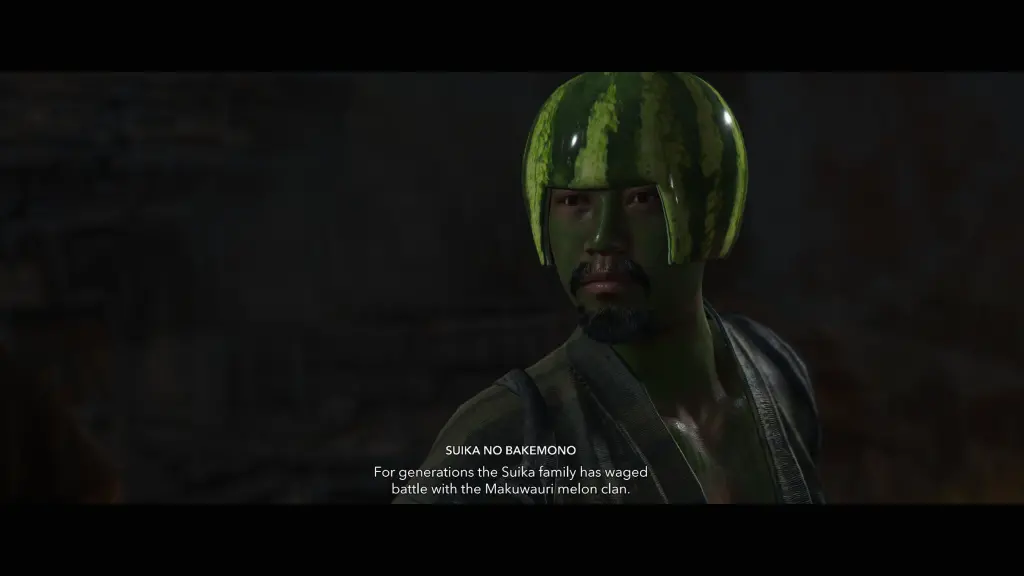 SUIKA NO BAKEMONO
For generations the Suika family has waged
battle with the Makuwauri melon clan.